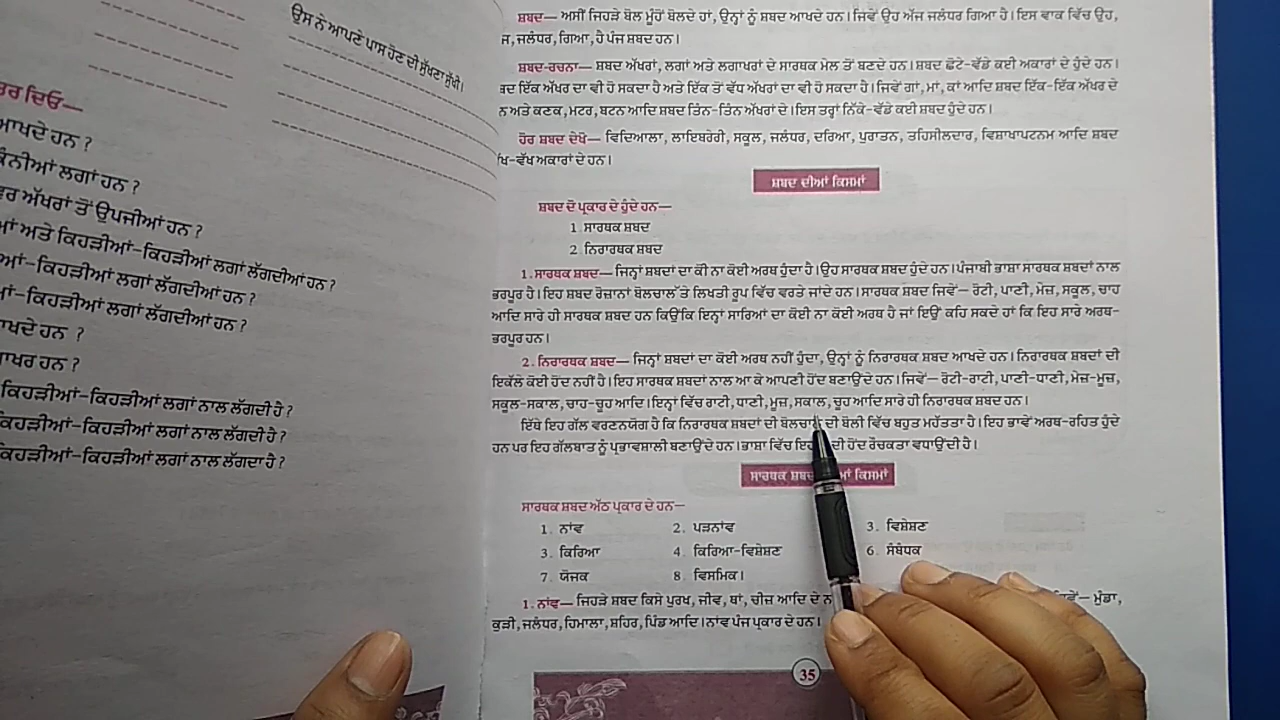 ਉਸ ਨੇ ਆਪਣੇ ਪਾਸ ਹੋਣ ਦੀ ਸੁੱਖਣਾ ਸੁੱਖੀ।
ਦਿਓ—
ਆਖਦੇ ਹਨ ?
ਲਗਾਂ ਹਨ ?
ਅੱਖਰਾਂ ਤੋਂ ਉਪਜੀਆਂ ਹਨ ?
ਅਤੇ ਕਿਹੜੀਆਂ-ਕਿਹੜੀਆਂ ਲਗਾਂ ਲੱਗਦੀਆਂ ਹਨ ?
ਕਿਹੜੀਆਂ ਲਗਾਂ ਲੱਗਦੀਆਂ ਹਨ ?
ਕਿਹੜੀਆਂ ਲਗਾਂ ਲੱਗਦੀਆਂ ਹਨ ?
ਹਨ ?
ਹਨ ?
ਕਿਹੜੀਆਂ-ਕਿਹੜੀਆਂ ਲਗਾਂ ਨਾਲ ਲੱਗਦੀ ਹੈ ?
ਕਿਹੜੀਆਂ-ਕਿਹੜੀਆਂ ਲਗਾਂ ਨਾਲ ਲੱਗਦੀ ਹੈ ?
ਕਿਹੜੀਆਂ-ਕਿਹੜੀਆਂ ਲਗਾਂ ਨਾਲ ਲੱਗਦਾ ਹੈ ?
ਸ਼ਬਦ— ਅਸੀਂ ਜਿਹੜੇ ਬੋਲ ਮੂੰਹੋਂ ਬੋਲਦੇ ਹਾਂ, ਉਨ੍ਹਾਂ ਨੂੰ ਸ਼ਬਦ ਆਖਦੇ ਹਨ। ਜਿਵੇਂ ਉਹ ਅੱਜ ਜਲੰਧਰ ਗਿਆ ਹੈ। ਇਸ ਵਾਕ ਵਿੱਚ ਉਹ,
ਜਲੰਧਰ, ਗਿਆ, ਹੈ ਪੰਜ ਸ਼ਬਦ ਹਨ।
ਸ਼ਬਦ-ਰਚਨਾ— ਸ਼ਬਦ ਅੱਖਰਾਂ, ਲਗਾਂ ਅਤੇ ਲਗਾਖਰਾਂ ਦੇ ਸਾਰਥਕ ਮੇਲ ਤੋਂ ਬਣਦੇ ਹਨ। ਸ਼ਬਦ ਛੋਟੇ-ਵੱਡੇ ਕਈ ਅਕਾਰਾਂ ਦੇ ਹੁੰਦੇ ਹਨ।
ਇੱਕ ਅੱਖਰ ਦਾ ਵੀ ਹੋ ਸਕਦਾ ਹੈ ਅਤੇ ਇੱਕ ਤੋਂ ਵੱਧ ਅੱਖਰਾਂ ਦਾ ਵੀ ਹੋ ਸਕਦਾ ਹੈ। ਜਿਵੇਂ ਗਾਂ, ਮਾਂ, ਕਾਂ ਆਦਿ ਸ਼ਬਦ ਇੱਕ-ਇੱਕ ਅੱਖਰ ਦੇ
ਨ ਅਤੇ ਕਣਕ, ਮਟਰ, ਬਟਨ ਆਦਿ ਸ਼ਬਦ ਤਿੰਨ-ਤਿੰਨ ਅੱਖਰਾਂ ਦੇ। ਇਸ ਤਰ੍ਹਾਂ ਨਿੱਕੇ-ਵੱਡੇ ਕਈ ਸ਼ਬਦ ਹੁੰਦੇ ਹਨ।
ਹੋਰ ਸ਼ਬਦ ਦੇਖੋ— ਵਿਦਿਆਲਾ, ਲਾਇਬਰੇਰੀ, ਸਕੂਲ, ਜਲੰਧਰ, ਦਰਿਆ, ਪੁਰਾਤਨ, ਤਹਿਸੀਲਦਾਰ, ਵਿਸ਼ਾਖਾਪਟਨਮ ਆਦਿ ਸ਼ਬਦ
ਖ-ਵੱਖ ਅਕਾਰਾਂ ਦੇ ਹਨ।
ਸ਼ਬਦ ਦੀਆਂ ਕਿਸਮਾਂ
ਸ਼ਬਦ ਦੋ ਪ੍ਰਕਾਰ ਦੇ ਹੁੰਦੇ ਹਨ—
1 ਸਾਰਥਕ ਸ਼ਬਦ
2 ਨਿਰਾਰਥਕ ਸ਼ਬਦ
1. ਸਾਰਥਕ ਸ਼ਬਦ— ਜਿਨ੍ਹਾਂ ਸ਼ਬਦਾਂ ਦਾ ਕੋਈ ਨਾ ਕੋਈ ਅਰਥ ਹੁੰਦਾ ਹੈ। ਉਹ ਸਾਰਥਕ ਸ਼ਬਦ ਹੁੰਦੇ ਹਨ। ਪੰਜਾਬੀ ਭਾਸ਼ਾ ਸਾਰਥਕ ਸ਼ਬਦਾਂ ਨਾਲ
ਭਰਪੂਰ ਹੈ। ਇਹ ਸ਼ਬਦ ਰੋਜ਼ਾਨਾਂ ਬੋਲਚਾਲ ਤੇ ਲਿਖਤੀ ਰੂਪ ਵਿੱਚ ਵਰਤੇ ਜਾਂਦੇ ਹਨ। ਸਾਰਥਕ ਸ਼ਬਦ ਜਿਵੇਂ— ਰੋਟੀ, ਪਾਣੀ, ਮੇਜ਼, ਸਕੂਲ, ਚਾਹ
ਆਦਿ ਸਾਰੇ ਹੀ ਸਾਰਥਕ ਸ਼ਬਦ ਹਨ ਕਿਉਂਕਿ ਇਨ੍ਹਾਂ ਸਾਰਿਆਂ ਦਾ ਕੋਈ ਨਾ ਕੋਈ ਅਰਥ ਹੈ ਜਾਂ ਇਉਂ ਕਹਿ ਸਕਦੇ ਹਾਂ ਕਿ ਇਹ ਸਾਰੇ ਅਰਥ-
ਭਰਪੂਰ ਹਨ।
2. ਨਿਰਾਰਥਕ ਸ਼ਬਦ— ਜਿਨ੍ਹਾਂ ਸ਼ਬਦਾਂ ਦਾ ਕੋਈ ਅਰਥ ਨਹੀਂ ਹੁੰਦਾ, ਉਨ੍ਹਾਂ ਨੂੰ ਨਿਰਾਰਥਕ ਸ਼ਬਦ ਆਖਦੇ ਹਨ। ਨਿਰਾਰਥਕ ਸ਼ਬਦਾਂ ਦੀ
ਇਕੱਲੇ ਕੋਈ ਹੋਂਦ ਨਹੀਂ ਹੈ। ਇਹ ਸਾਰਥਕ ਸ਼ਬਦਾਂ ਨਾਲ ਆ ਕੇ ਆਪਣੀ ਹੋਂਦ ਬਣਾਉਂਦੇ ਹਨ। ਜਿਵੇਂ— ਰੋਟੀ-ਰਾਟੀ, ਪਾਣੀ-ਧਾਣੀ, ਮੇਜ਼-ਮੂਜ਼,
ਸਕੂਲ-ਸਕਾਲ, ਚਾਹ-ਚੂਹ ਆਦਿ। ਇਨ੍ਹਾਂ ਵਿੱਚ ਰਾਟੀ, ਧਾਣੀ, ਮੂਜ਼, ਸਕਾਲ, ਚੂਹ ਆਦਿ ਸਾਰੇ ਹੀ ਨਿਰਾਰਥਕ ਸ਼ਬਦ ਹਨ।
ਇੱਥੇ ਇਹ ਗੱਲ ਵਰਣਨਯੋਗ ਹੈ ਕਿ ਨਿਰਾਰਥਕ ਸ਼ਬਦਾਂ ਦੀ ਬੋਲਚਾਲ ਦੀ ਬੋਲੀ ਵਿੱਚ ਬਹੁਤ ਮਹੱਤਤਾ ਹੈ। ਇਹ ਭਾਵੇਂ ਅਰਥ-ਰਹਿਤ ਹੁੰਦੇ
ਹਨ ਪਰ ਇਹ ਗੱਲਬਾਤ ਨੂੰ ਪ੍ਰਭਾਵਸ਼ਾਲੀ ਬਣਾਉਂਦੇ ਹਨ। ਭਾਸ਼ਾ ਵਿੱਚ ਦੀ ਹੋਂਦ ਰੌਚਕਤਾ ਵਧਾਉਂਦੀ ਹੈ।
ਸਾਰਥਕ ਸ਼ਬਦ ਕਿਸਮਾਂ
ਸਾਰਥਕ ਸ਼ਬਦ ਅੱਠ ਪ੍ਰਕਾਰ ਦੇ ਹਨ—
1. ਨਾਂਵ 2. ਪੜਨਾਂਵ 3. ਵਿਸ਼ੇਸ਼ਣ
3. ਕਿਰਿਆ 4. ਕਿਰਿਆ-ਵਿਸ਼ੇਸ਼ਣ 6. ਸੰਬੰਧਕ
7. ਯੋਜਕ 8. ਵਿਸਮਿਕ।
1. ਨਾਂਵ— ਜਿਹੜੇ ਸ਼ਬਦ ਕਿਸੇ ਪੁਰਖ, ਜੀਵ, ਥਾਂ, ਚੀਜ਼ ਆਦਿ ਦੇ ਮੁੰਡਾ,
ਕੁੜੀ, ਜਲੰਧਰ, ਹਿਮਾਲਾ, ਸ਼ਹਿਰ, ਪਿੰਡ ਆਦਿ। ਨਾਂਵ ਪੰਜ ਪ੍ਰਕਾਰ ਦੇ ਹਨ।
35